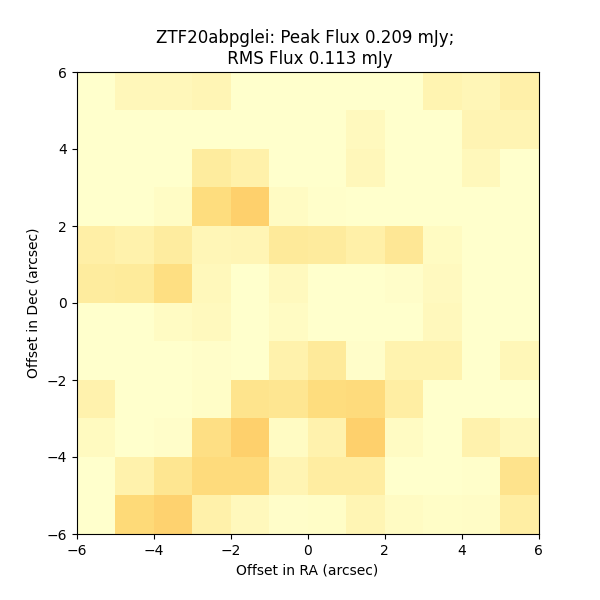 ZTF20abpglei: Peak Flux 0.209 mJy;
RMS Flux 0.113 mJy
6
4
2
0
−2
−4
−6
Offset in Dec (arcsec)
−6 −4 −2 0 2 4 6
Offset in RA (arcsec)